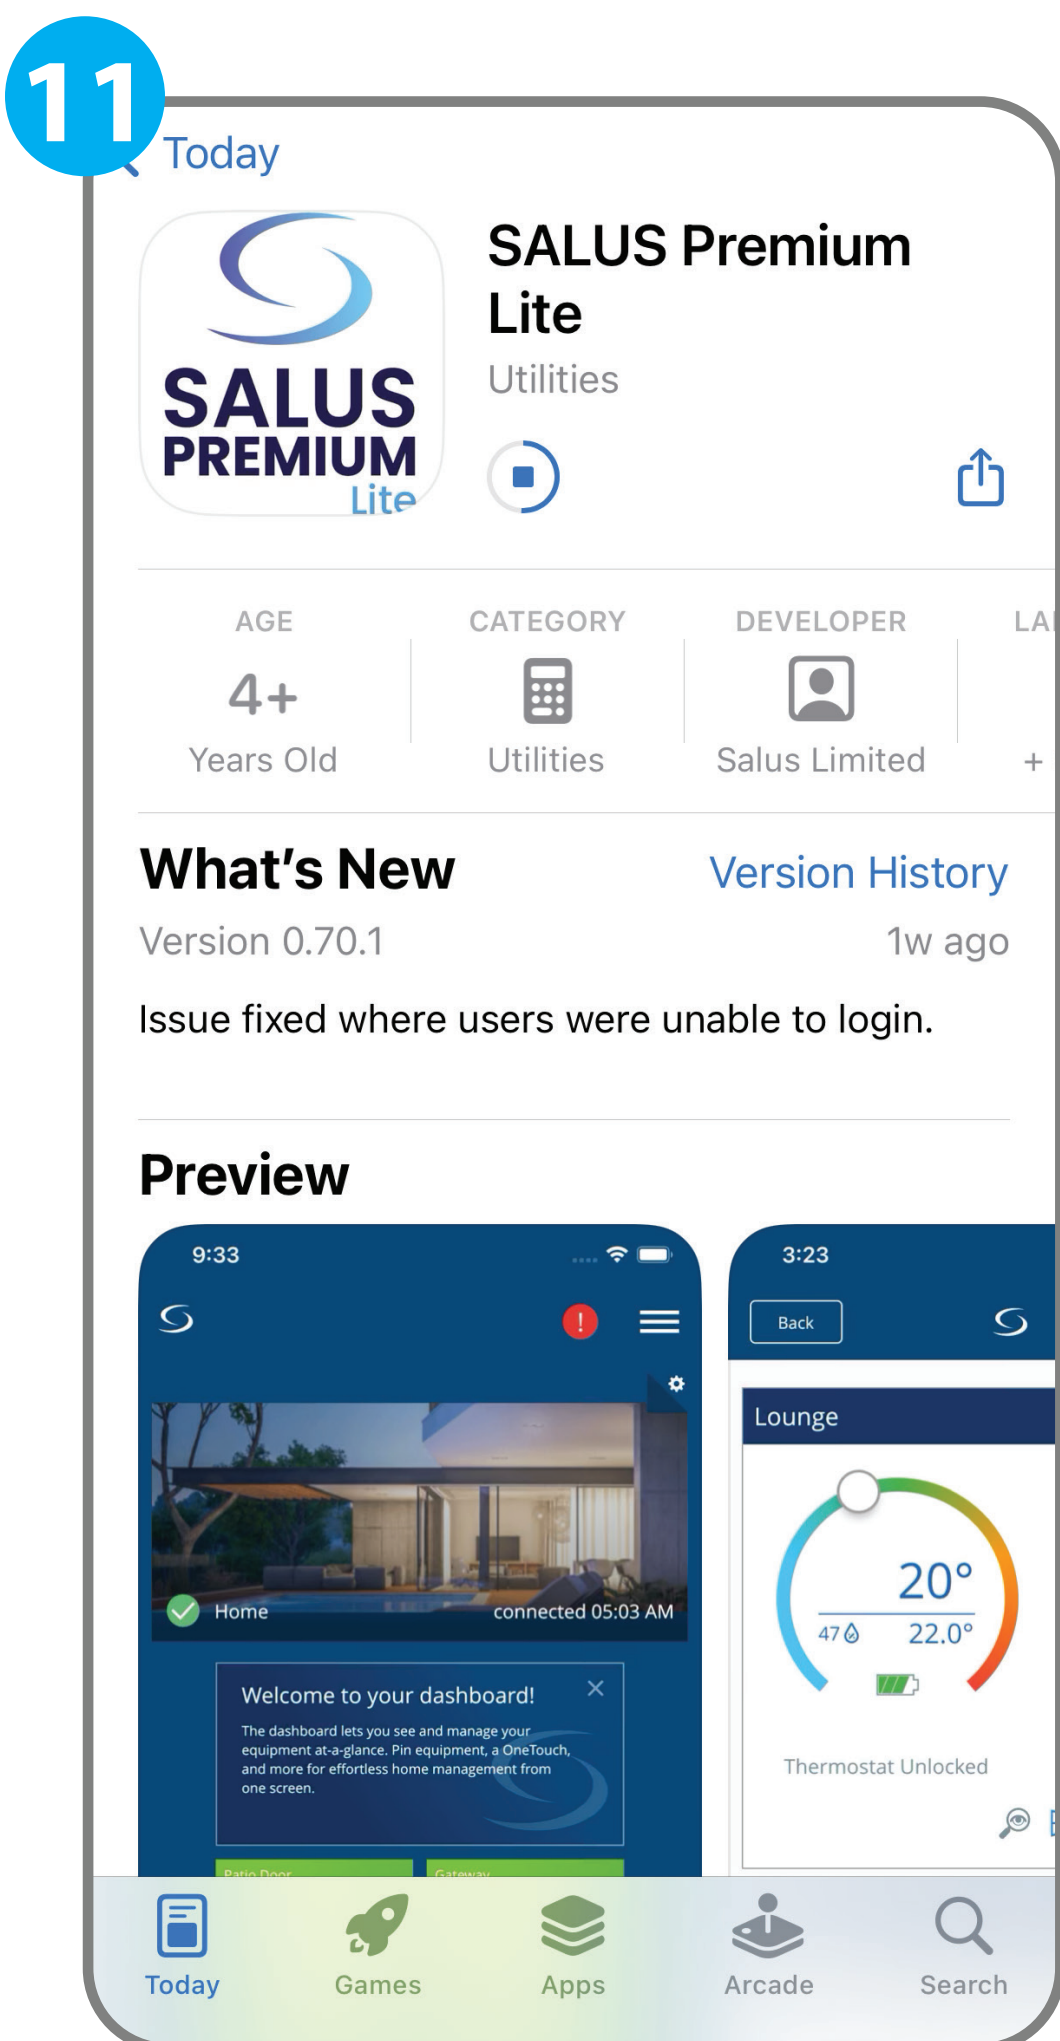 11
Today
SALUS
PREMIUM
Lite
SALUS Premium
Lite
Utilities
AGE
CATEGORY
DEVELOPER
4+
Years Old
Utilities
Salus Limited
+
What's New
Version History
Version 0.70.1
1w ago
Issue fixed where users were unable to login.
Preview
9:33
Home
connected 05:03 AM
Welcome to your dashboard!
The dashboard lets you see and manage your
equipment at-a-glance. Pin equipment, a OneTouch,
and more for effortless home management from
one screen.
Patio Door
Gateway
3:23
Back
Lounge
20°
47
22.0°
Thermostat Unlocked
Today
Games
Apps
Arcade
Search